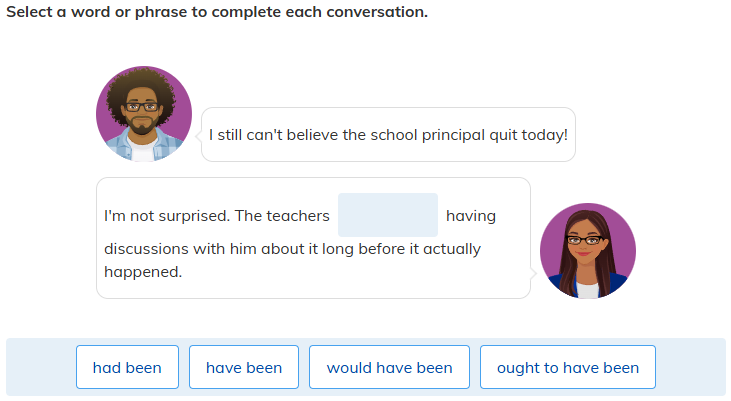 Select a word or phrase to complete each conversation.
I still can't believe the school principal quit today!
I'm not surprised. The teachers having
discussions with him about it long before it actually
happened.
had been
have been
would have been
ought to have been